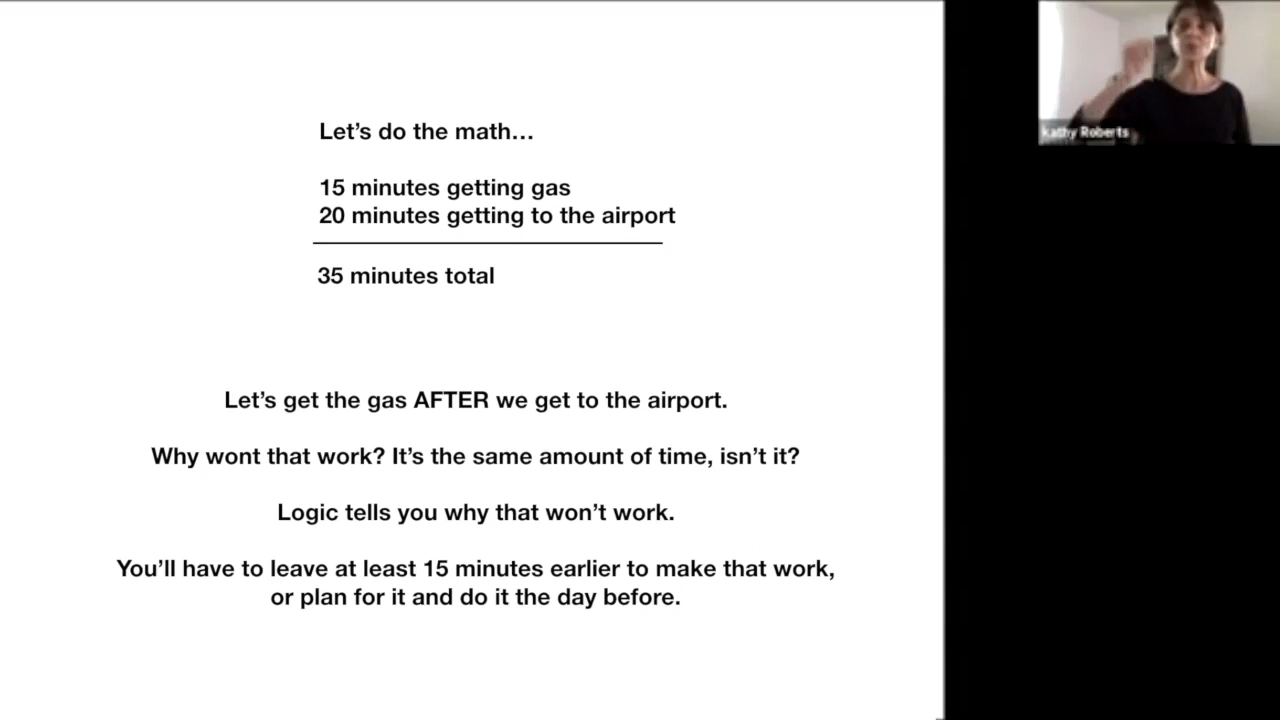 Let’s do the math…
15 minutes getting gas
20 minutes getting to the airport
35 minutes total
Let’s get the gas AFTER we get to the airport.
Why wont that work? It’s the same amount of time, isn’t it?
Logic tells you why that won’t work.
You’ll have to leave at least 15 minutes earlier to make that work,
or plan for it and do it the day before.
kathy Roberts